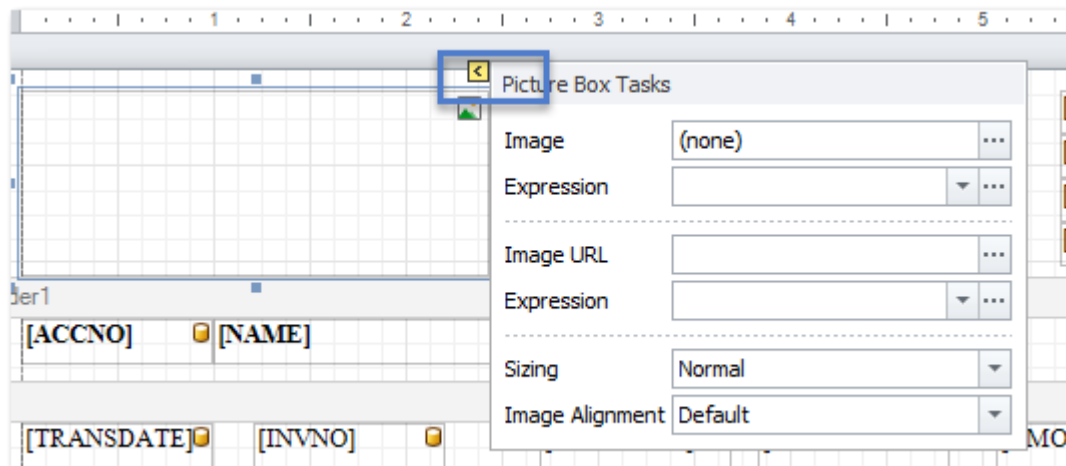 1 2 3 4 5
Picture Box Tasks
Image (none)
Expression
Image URL
Expression
der1
[ACCNO] [NAME]
Sizing Normal
Image Alignment Default
[TRANSDATE] [INVNO] MO